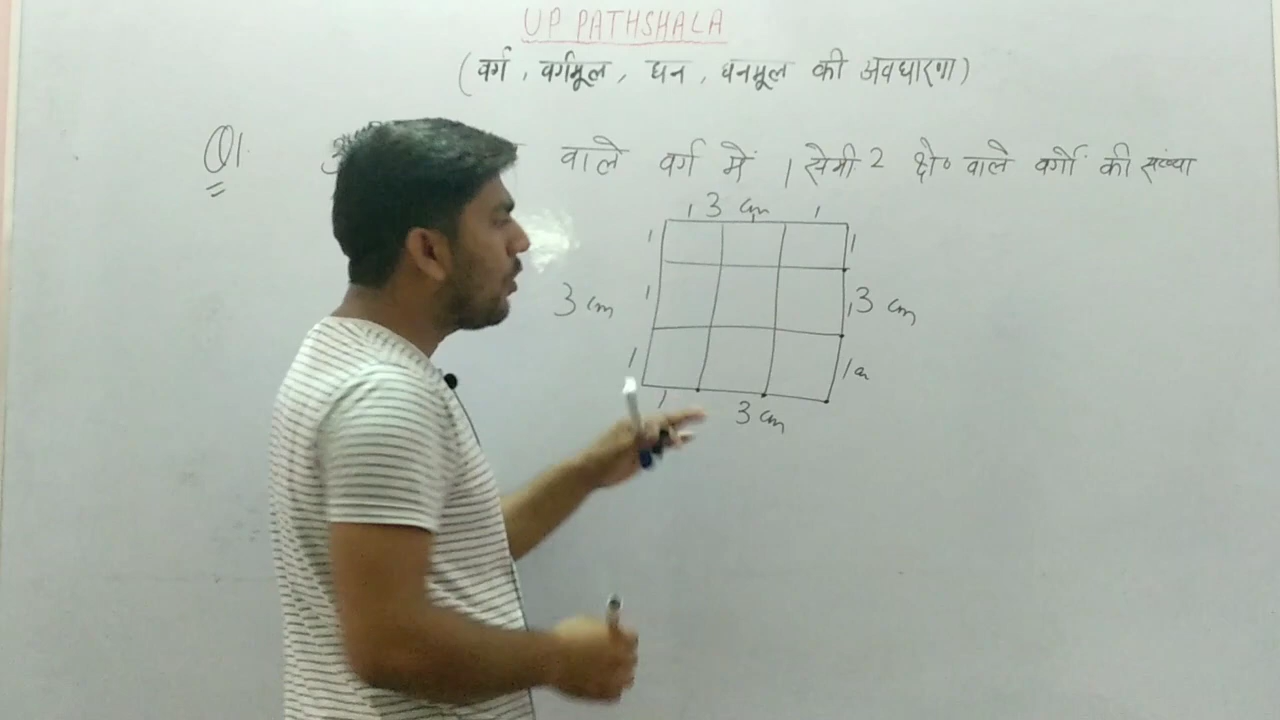 UP PATHSHALA
(वर्ग, वर्गमूल, घन, घनमूल की अवधारणा)
Q1. वाले वर्ग में 1 सेमी² क्षे० वाले वर्गों की संख्या
1 3 cm 1
1 1
3 cm 1 1 3 cm
1 1 cm
1 3 cm